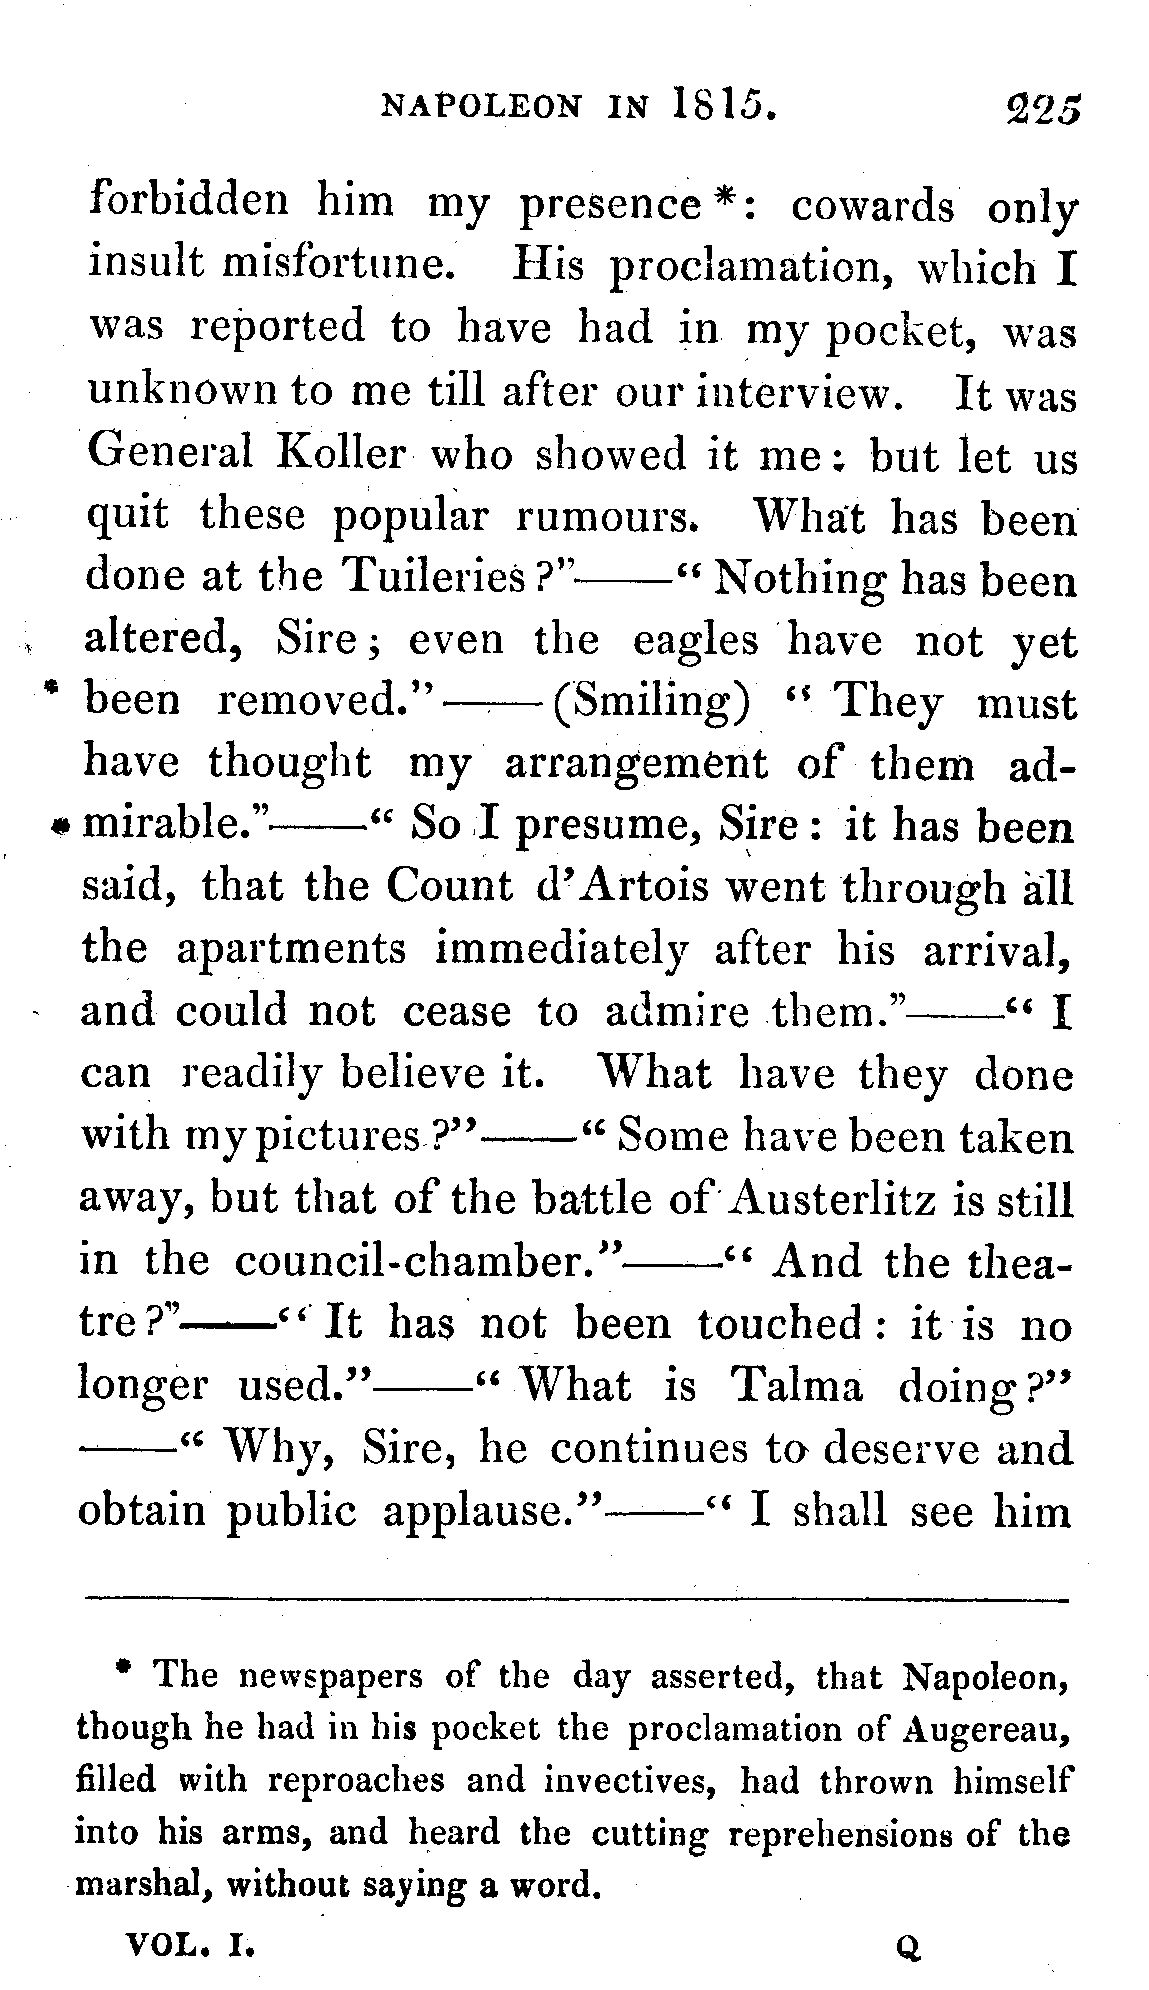 NAPOLEON IN 1815. 225
forbidden him my presence *: cowards only
insult misfortune. His proclamation, which I
was reported to have had in my pocket, was
unknown to me till after our interview. It was
General Koller who showed it me: but let us
quit these popular rumours. What has been
done at the Tuileries?"——“ Nothing has been
altered, Sire; even the eagles have not yet
been removed.”——(Smiling) “ They must
have thought my arrangement of them ad-
mirable.”——“ So I presume, Sire: it has been
said, that the Count d’Artois went through all
the apartments immediately after his arrival,
and could not cease to admire them.”——“ I
can readily believe it. What have they done
with my pictures?”——“ Some have been taken
away, but that of the battle of Austerlitz is still
in the council-chamber.”——“ And the thea-
tre?”——“ It has not been touched: it is no
longer used.”——“ What is Talma doing?”
——“ Why, Sire, he continues to deserve and
obtain public applause.”——“ I shall see him
* The newspapers of the day asserted, that Napoleon,
though he had in his pocket the proclamation of Augereau,
filled with reproaches and invectives, had thrown himself
into his arms, and heard the cutting reprehensions of the
marshal, without saying a word.
VOL. I. Q